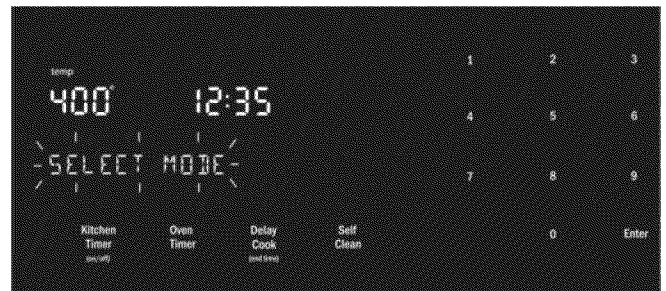 temp
400°
12:35
SELECT MODE
Kitchen Timer (on/off)
Oven Timer
Delay Cook (end time)
Self Clean
1 2 3
4 5 6
7 8 9
0 Enter